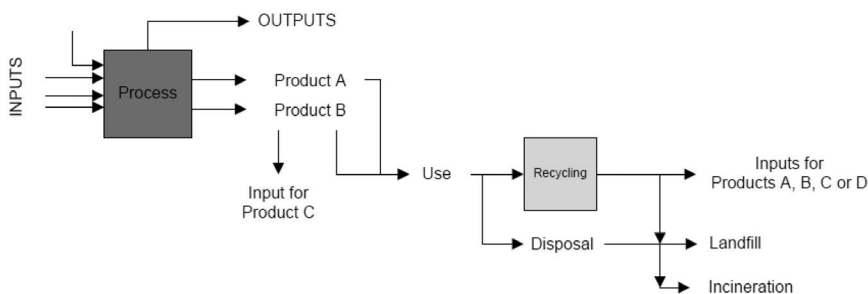 OUTPUTS
INPUTS
Process
Product A
Product B
Input for
Product C
Use
Recycling
Inputs for
Products A, B, C or D
Disposal
Landfill
Incineration